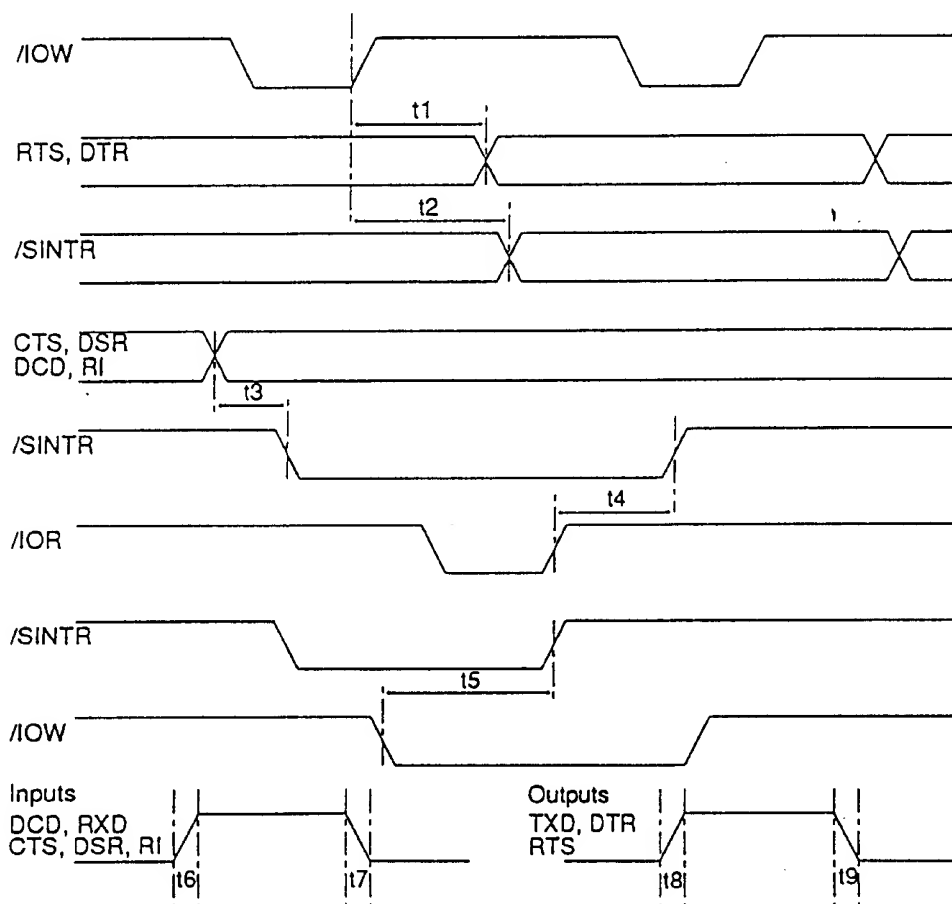 /IOW
t1
RTS, DTR
t2
/SINTR
CTS, DSR
DCD, RI
t3
/SINTR
t4
/IOR
/SINTR
t5
/IOW
Inputs
DCD, RXD
CTS, DSR, RI
t6
t7
Outputs
TXD, DTR
RTS
t8
t9